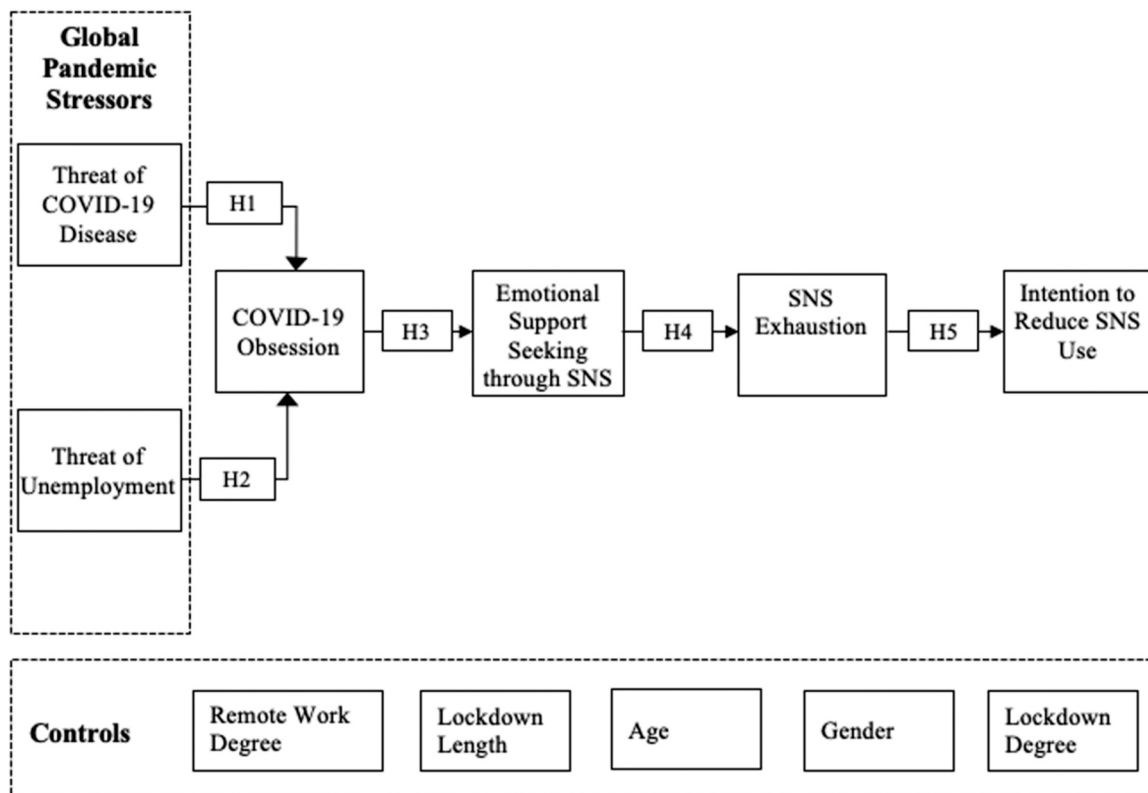 Global
Pandemic
Stressors
Threat of
COVID-19
Disease
H1
COVID-19
Obsession
H3
Emotional
Support
Seeking
through SNS
H4
SNS
Exhaustion
H5
Intention to
Reduce SNS
Use
Threat of
Unemployment
H2
Controls
Remote Work
Degree
Lockdown
Length
Age
Gender
Lockdown
Degree